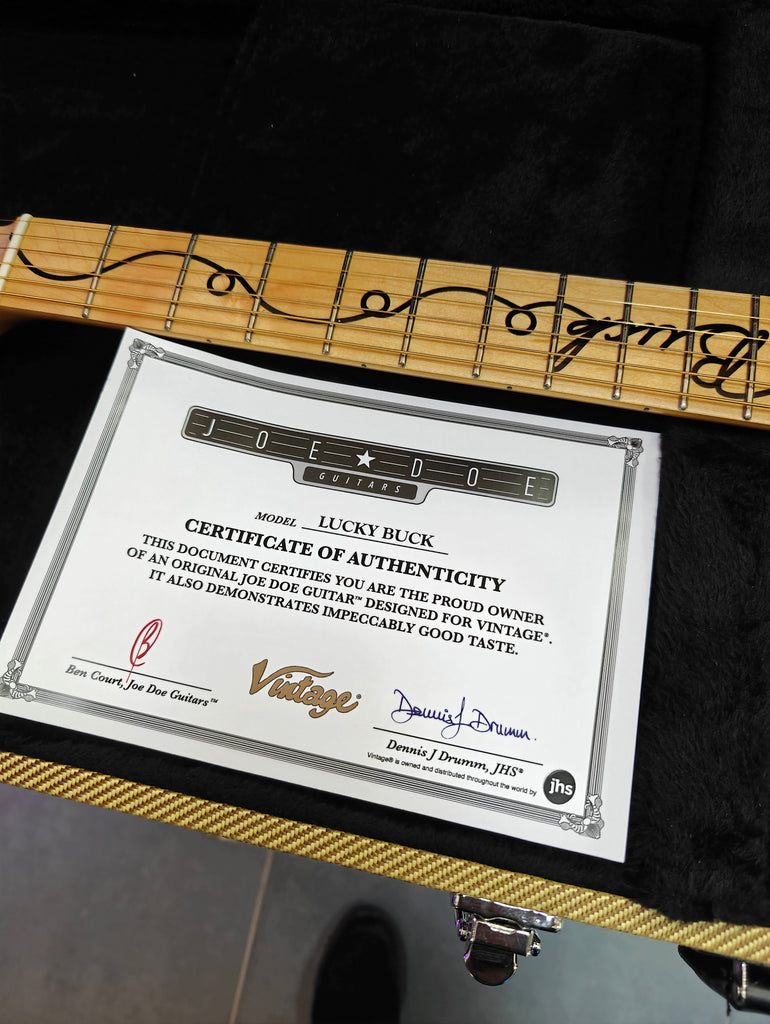 Buck
JOE★DOE
GUITARS
MODEL LUCKY BUCK
CERTIFICATE OF AUTHENTICITY
THIS DOCUMENT CERTIFIES YOU ARE THE PROUD OWNER
OF AN ORIGINAL JOE DOE GUITAR™ DESIGNED FOR VINTAGE®.
IT ALSO DEMONSTRATES IMPECCABLY GOOD TASTE.
Ben Court, Joe Doe Guitars™
Vintage®
Dennis J Drumm.
Dennis J Drumm, JHS®
Vintage® is owned and distributed throughout the world by
jhs